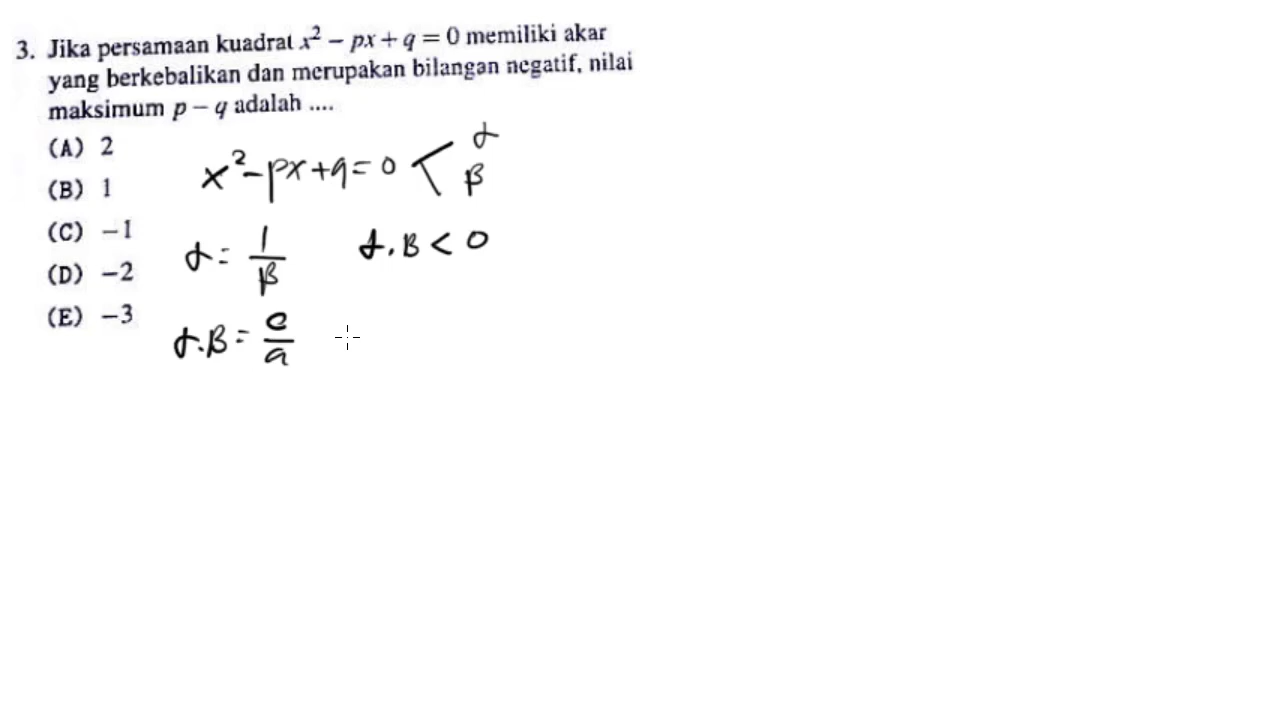 3. Jika persamaan kuadrat x² − px + q = 0 memiliki akar
yang berkebalikan dan merupakan bilangan negatif, nilai
maksimum p − q adalah ....
(A) 2
(B) 1
(C) −1
(D) −2
(E) −3
x² − px + q = 0 < α β
α = 1/β α . β < 0
α . β = c/a